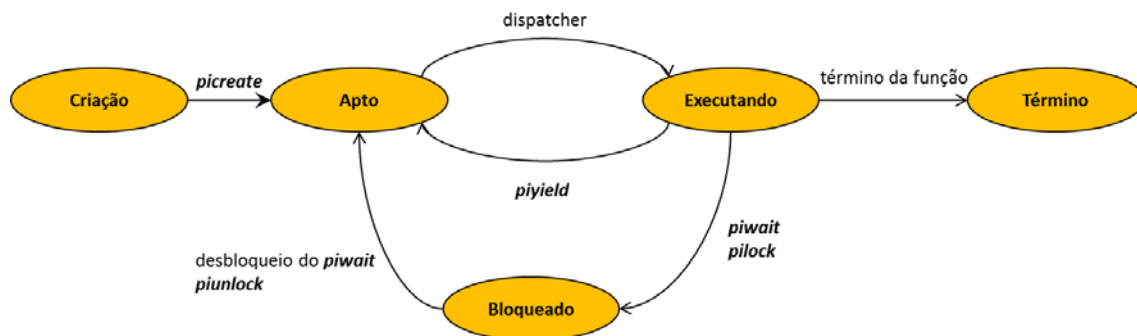 dispatcher
Criação
picreate
Apto
Executando
término da função
Término
piyield
piwait
pilock
desbloqueio do piwait
piunlock
Bloqueado